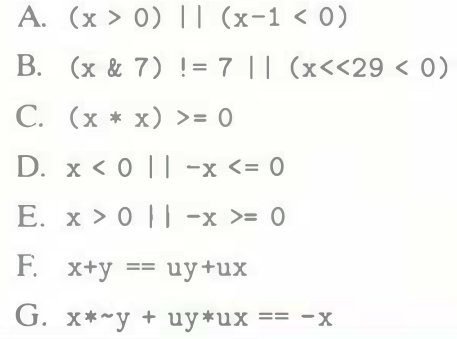 A. (x > 0) || (x-1 < 0)
B. (x & 7) != 7 || (x<<29 < 0)
C. (x * x) >= 0
D. x < 0 || -x <= 0
E. x > 0 || -x >= 0
F. x+y == uy+ux
G. x*~y + uy*ux == -x